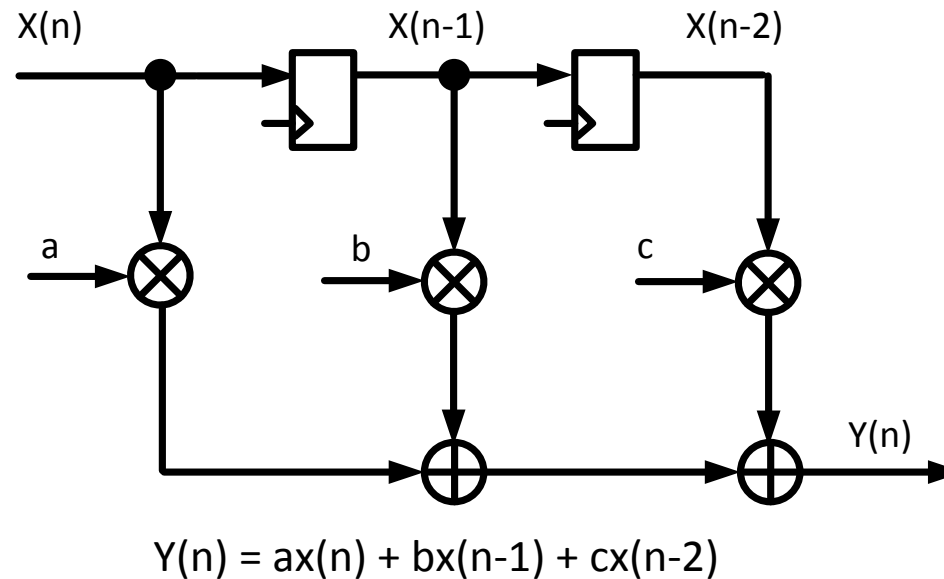 X(n) X(n-1) X(n-2)
a b c
Y(n)
Y(n) = ax(n) + bx(n-1) + cx(n-2)